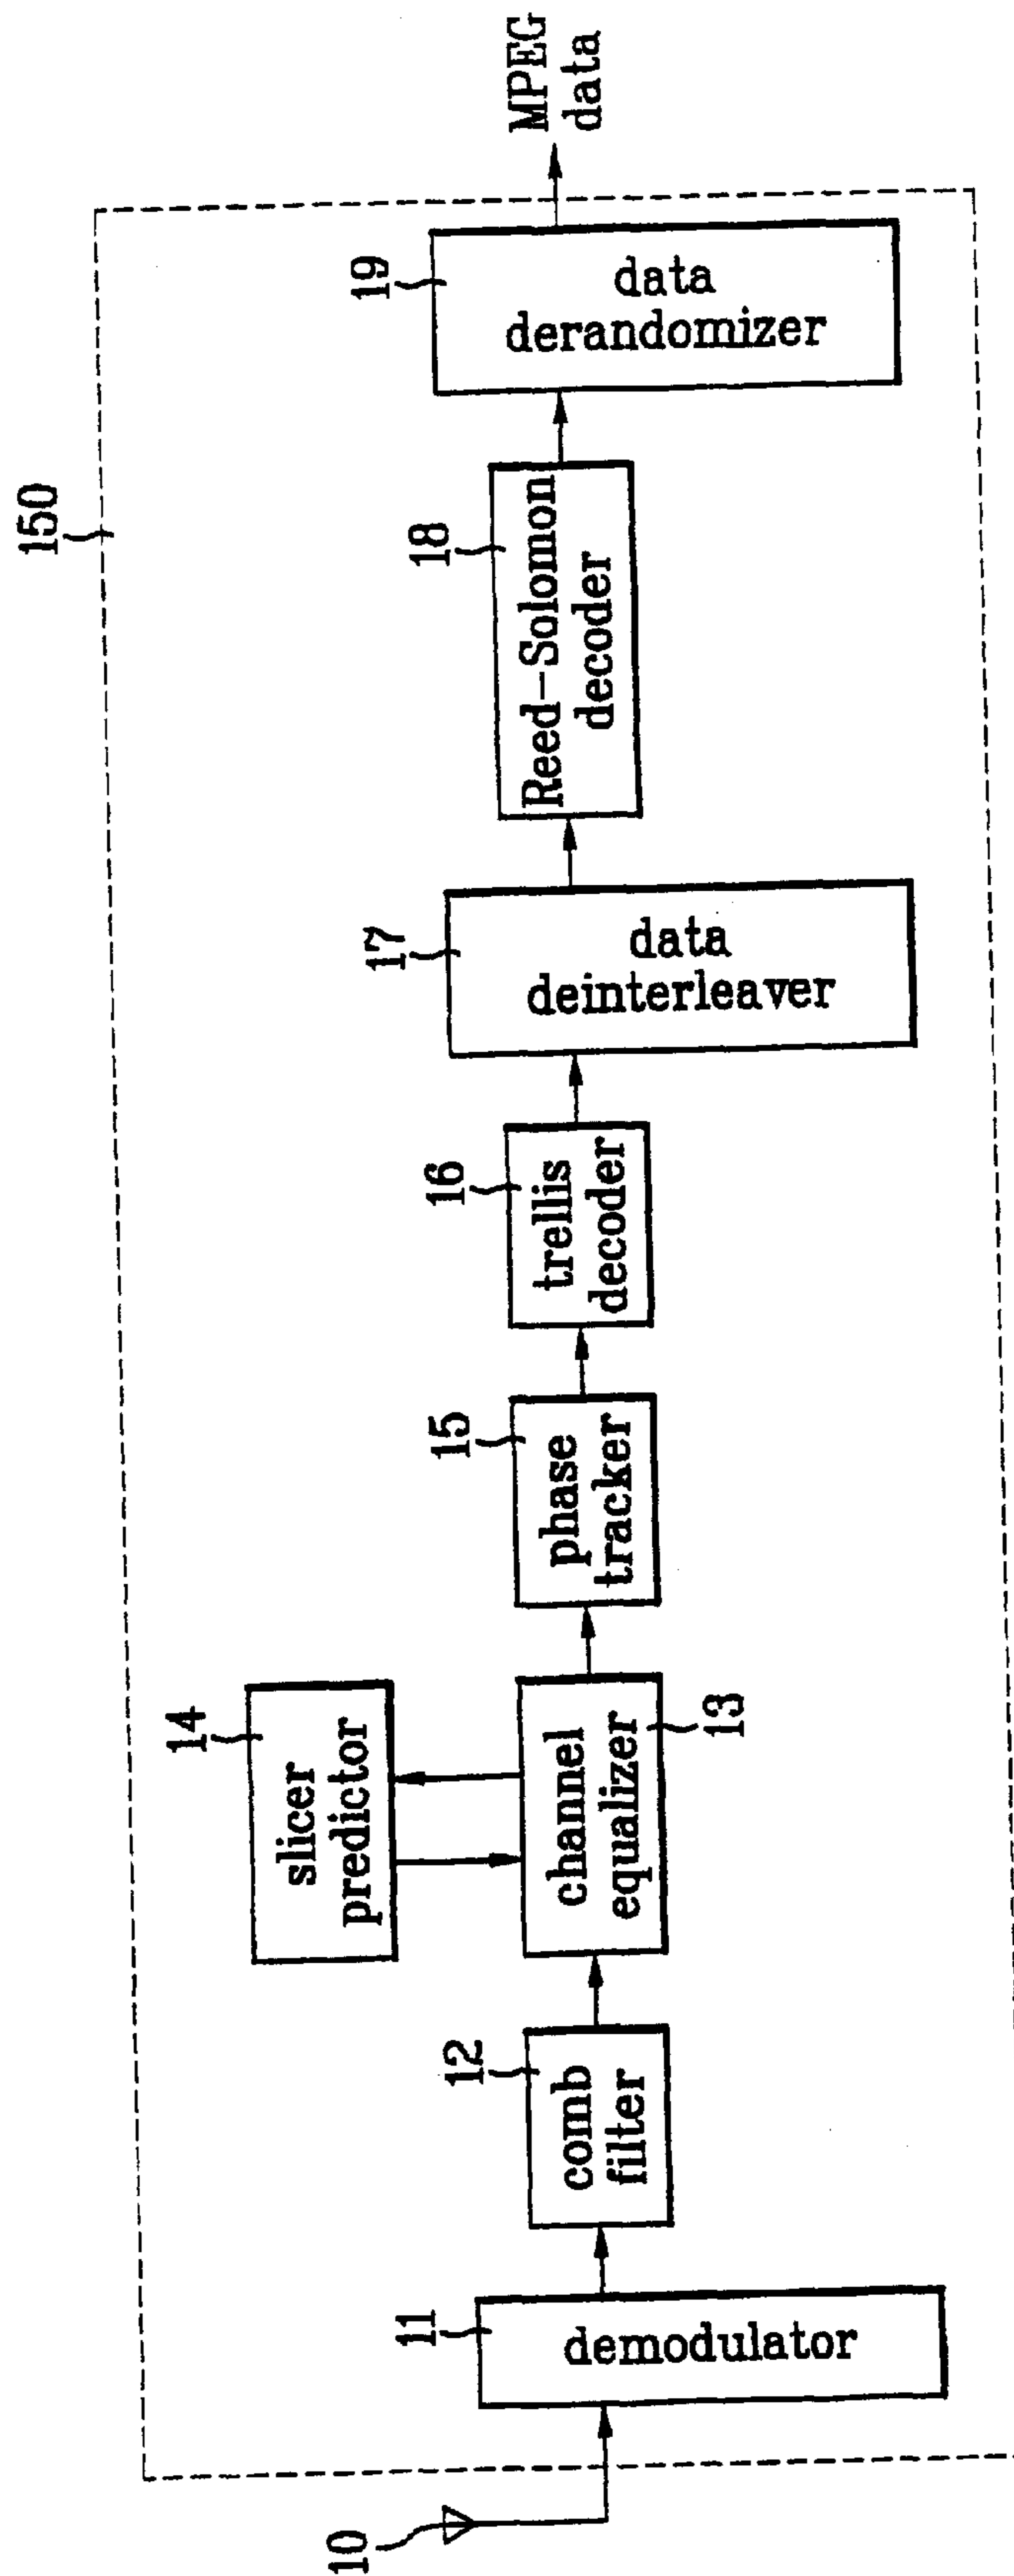 150
10
11
demodulator
12
comb
filter
13
channel
equalizer
14
slicer
predictor
15
phase
tracker
16
trellis
decoder
17
data
deinterleaver
18
Reed-Solomon
decoder
19
data
derandomizer
MPEG
data